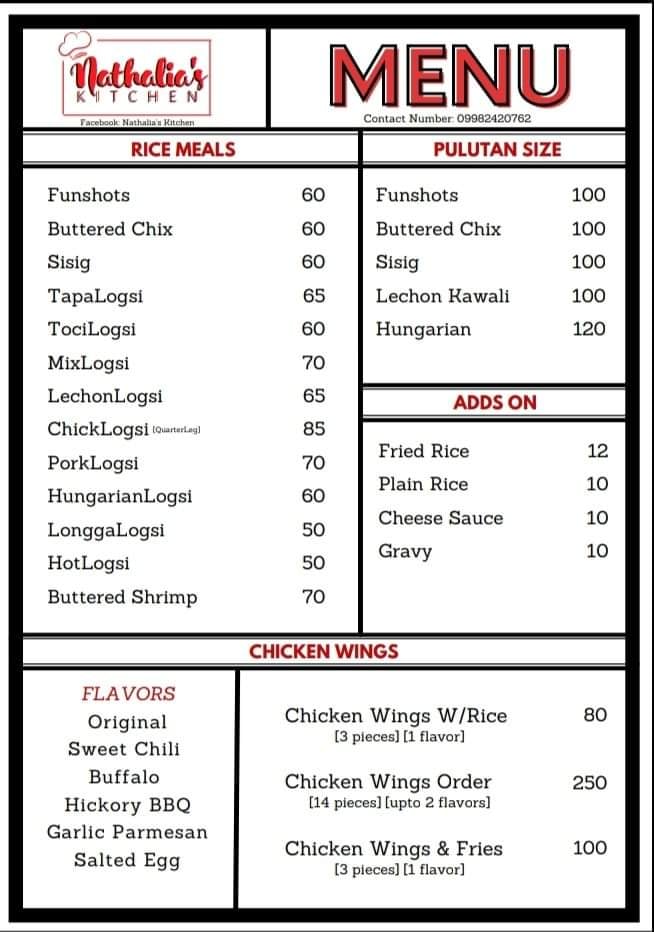 Nathalia's
KITCHEN
Facebook: Nathalia's Kitchen
MENU
Contact Number: 09982420762
RICE MEALS
Funshots 60
Buttered Chix 60
Sisig 60
TapaLogsi 65
TociLogsi 60
MixLogsi 70
LechonLogsi 65
ChickLogsi [QuarterLeg] 85
PorkLogsi 70
HungarianLogsi 60
LonggaLogsi 50
HotLogsi 50
Buttered Shrimp 70
PULUTAN SIZE
Funshots 100
Buttered Chix 100
Sisig 100
Lechon Kawali 100
Hungarian 120
ADDS ON
Fried Rice 12
Plain Rice 10
Cheese Sauce 10
Gravy 10
CHICKEN WINGS
FLAVORS
Original
Sweet Chili
Buffalo
Hickory BBQ
Garlic Parmesan
Salted Egg
Chicken Wings W/Rice 80
[3 pieces] [1 flavor]
Chicken Wings Order 250
[14 pieces] [upto 2 flavors]
Chicken Wings & Fries 100
[3 pieces] [1 flavor]